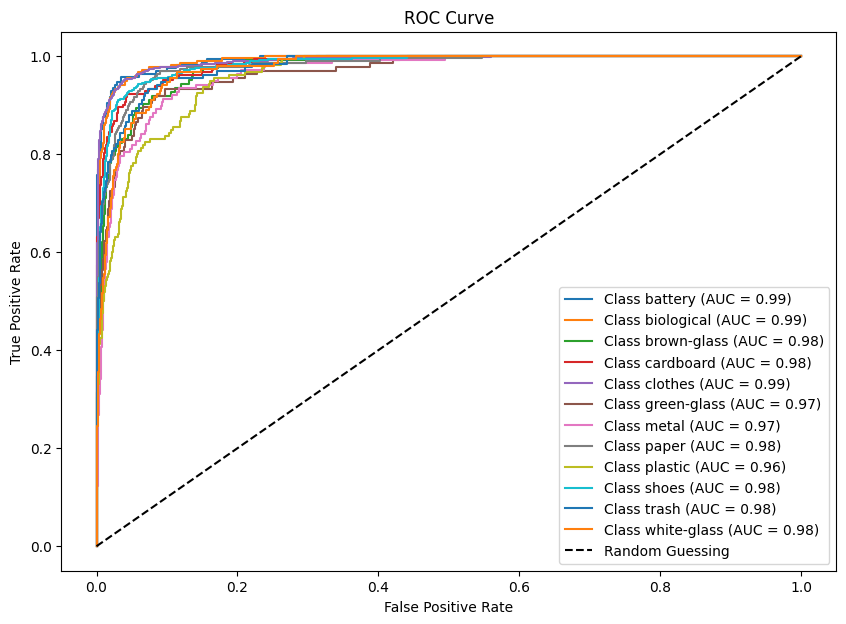 ROC Curve
True Positive Rate
1.0
0.8
0.6
0.4
0.2
0.0
Class battery (AUC = 0.99)
Class biological (AUC = 0.99)
Class brown-glass (AUC = 0.98)
Class cardboard (AUC = 0.98)
Class clothes (AUC = 0.99)
Class green-glass (AUC = 0.97)
Class metal (AUC = 0.97)
Class paper (AUC = 0.98)
Class plastic (AUC = 0.96)
Class shoes (AUC = 0.98)
Class trash (AUC = 0.98)
Class white-glass (AUC = 0.98)
Random Guessing
0.0 0.2 0.4 0.6 0.8 1.0
False Positive Rate